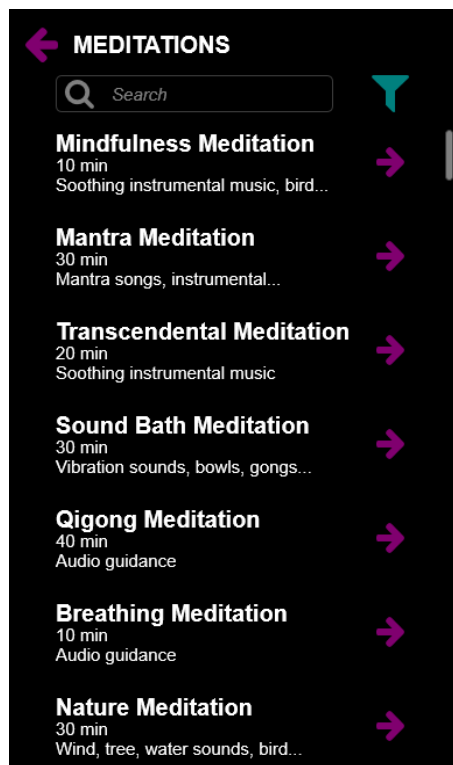 MEDITATIONS
Search
Mindfulness Meditation
10 min
Soothing instrumental music, bird...
Mantra Meditation
30 min
Mantra songs, instrumental...
Transcendental Meditation
20 min
Soothing instrumental music
Sound Bath Meditation
30 min
Vibration sounds, bowls, gongs...
Qigong Meditation
40 min
Audio guidance
Breathing Meditation
10 min
Audio guidance
Nature Meditation
30 min
Wind, tree, water sounds, bird...